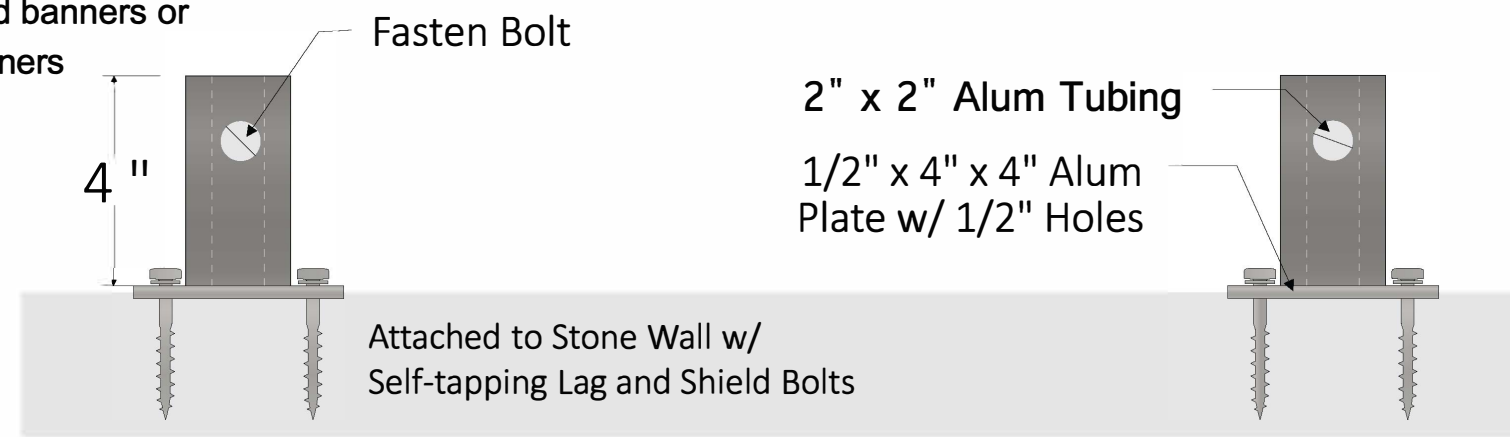 banners or
Fasten Bolt
4 "
2" x 2" Alum Tubing
1/2" x 4" x 4" Alum
Plate w/ 1/2" Holes
Attached to Stone Wall w/
Self-tapping Lag and Shield Bolts